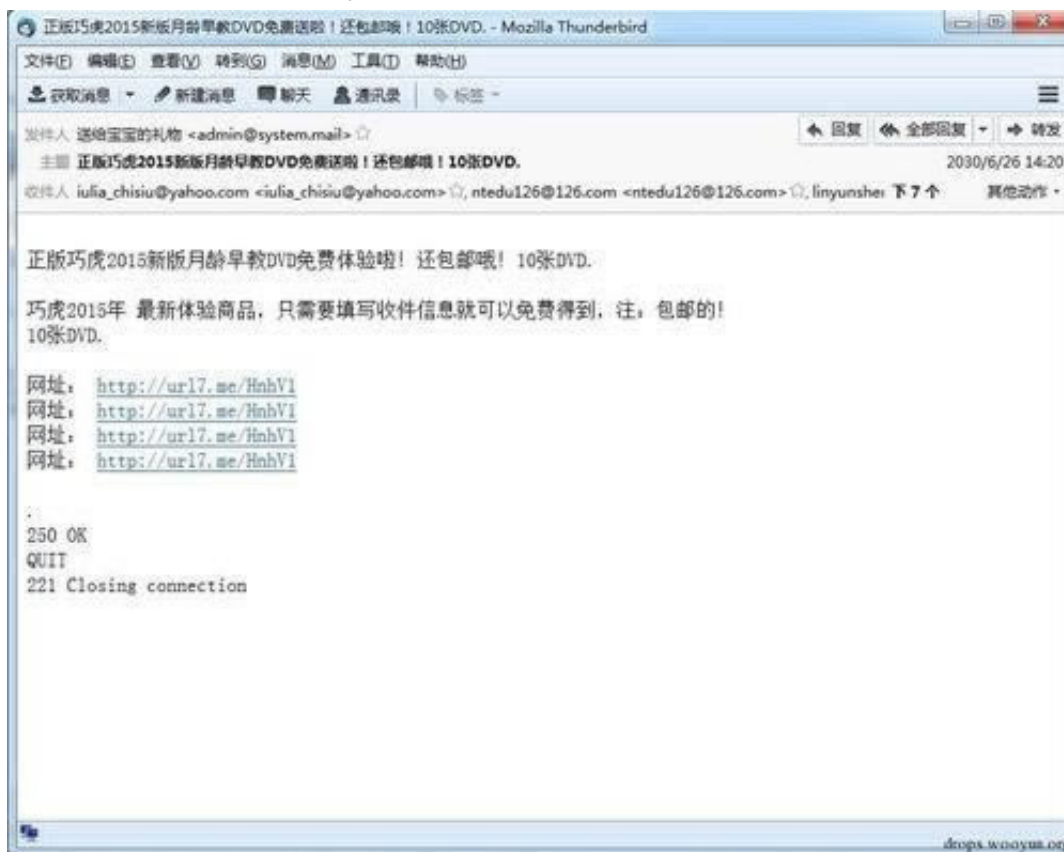 正版巧虎2015新版月龄早教DVD免费送啦！还包邮哦！10张DVD. - Mozilla Thunderbird
文件(F) 编辑(E) 查看(V) 转到(G) 消息(M) 工具(T) 帮助(H)
获取消息 新建消息 聊天 通讯录 标签
发件人 送给宝宝的礼物 <admin@system.mail> 回复 全部回复 转发
主题 正版巧虎2015新版月龄早教DVD免费送啦！还包邮哦！10张DVD. 2030/6/26 14:20
收件人 iulia_chisiu@yahoo.com <iulia_chisiu@yahoo.com>, ntedu126@126.com <ntedu126@126.com>, linyunshei 下 7 个 其他动作
正版巧虎2015新版月龄早教DVD免费体验啦! 还包邮哦! 10张DVD.
巧虎2015年 最新体验商品, 只需要填写收件信息就可以免费得到, 注: 包邮的!
10张DVD.
网址: http://url7.me/HnhV1
网址: http://url7.me/HnhV1
网址: http://url7.me/HnhV1
网址: http://url7.me/HnhV1
.
250 OK
QUIT
221 Closing connection
drops.wooyun.or